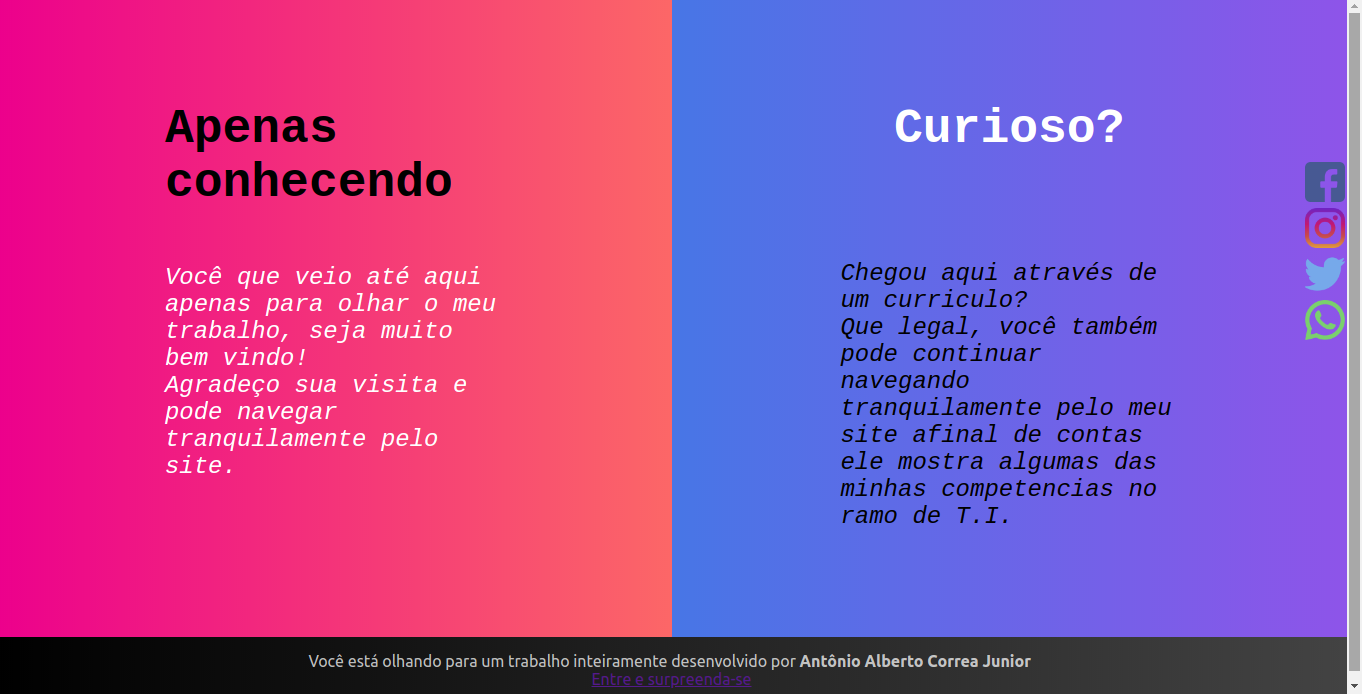 Apenas
conhecendo
Você que veio até aqui
apenas para olhar o meu
trabalho, seja muito
bem vindo!
Agradeço sua visita e
pode navegar
tranquilamente pelo
site.
Curioso?
Chegou aqui através de
um curriculo?
Que legal, você também
pode continuar
navegando
tranquilamente pelo meu
site afinal de contas
ele mostra algumas das
minhas competencias no
ramo de T.I.
Você está olhando para um trabalho inteiramente desenvolvido por Antônio Alberto Correa Junior
Entre e surpreenda-se